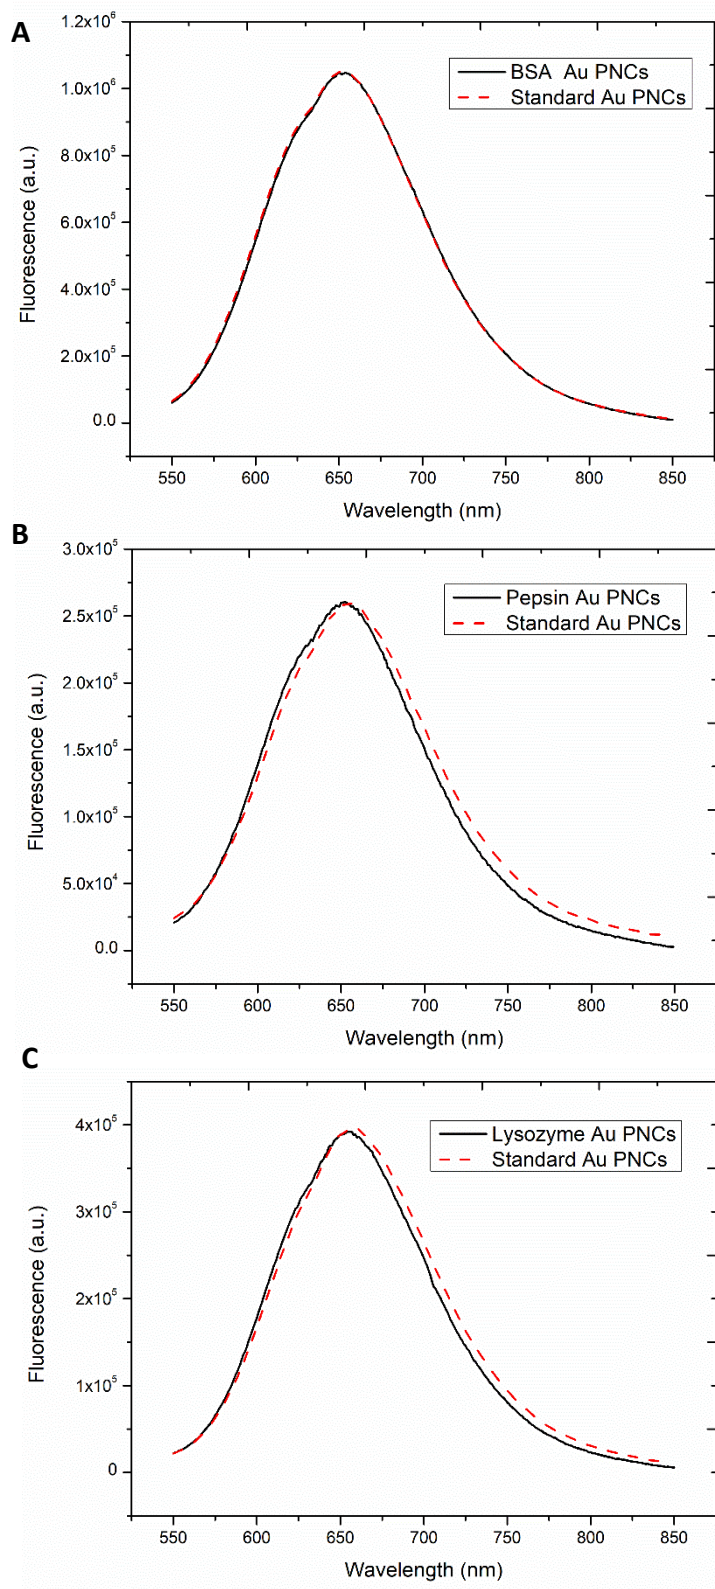 A
1.2x10⁶
1.0x10⁶
8.0x10⁵
6.0x10⁵
4.0x10⁵
2.0x10⁵
0.0
Fluorescence (a.u.)
BSA Au PNCs
Standard Au PNCs
550 600 650 700 750 800 850
Wavelength (nm)
B
3.0x10⁵
2.5x10⁵
2.0x10⁵
1.5x10⁵
1.0x10⁵
5.0x10⁴
0.0
Fluorescence (a.u.)
Pepsin Au PNCs
Standard Au PNCs
550 600 650 700 750 800 850
Wavelength (nm)
C
4x10⁵
3x10⁵
2x10⁵
1x10⁵
0
Fluorescence (a.u.)
Lysozyme Au PNCs
Standard Au PNCs
550 600 650 700 750 800 850
Wavelength (nm)